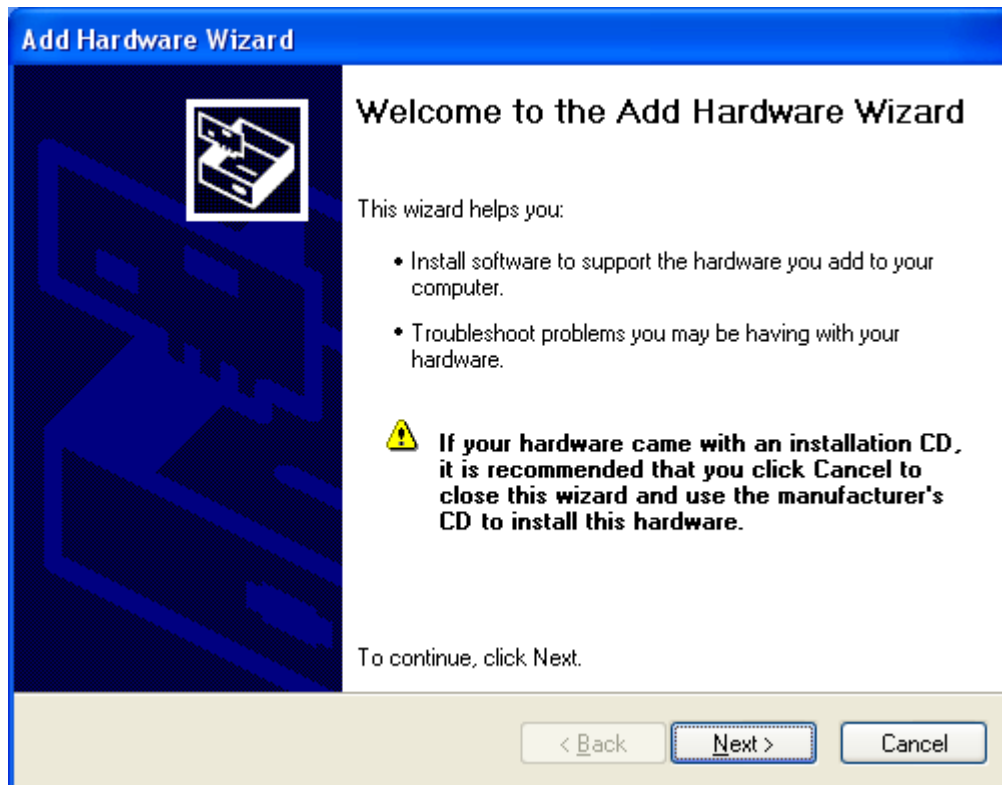 Add Hardware Wizard
Welcome to the Add Hardware Wizard
This wizard helps you:
• Install software to support the hardware you add to your
computer.
• Troubleshoot problems you may be having with your
hardware.
If your hardware came with an installation CD,
it is recommended that you click Cancel to
close this wizard and use the manufacturer's
CD to install this hardware.
To continue, click Next.
< Back Next > Cancel